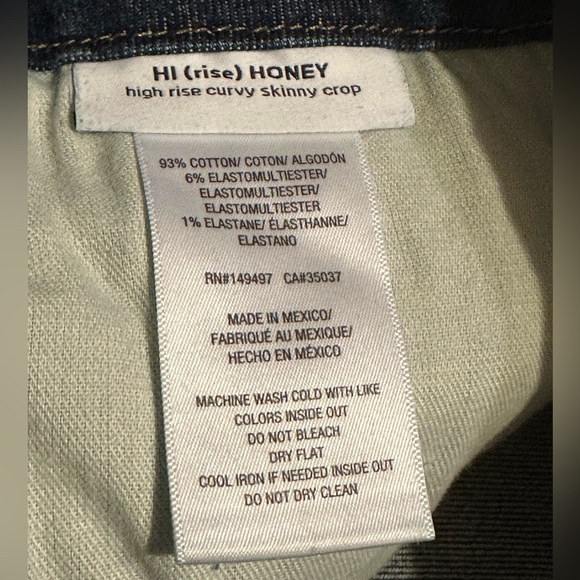 HI (rise) HONEY
high rise curvy skinny crop
93% COTTON/ COTON/ ALGODÓN
6% ELASTOMULTIESTER/
ELASTOMULTIESTER/
ELASTOMULTIESTER
1% ELASTANE/ ÉLASTHANNE/
ELASTANO
RN#149497 CA#35037
MADE IN MEXICO/
FABRIQUÉ AU MEXIQUE/
HECHO EN MÉXICO
MACHINE WASH COLD WITH LIKE
COLORS INSIDE OUT
DO NOT BLEACH
DRY FLAT
COOL IRON IF NEEDED INSIDE OUT
DO NOT DRY CLEAN